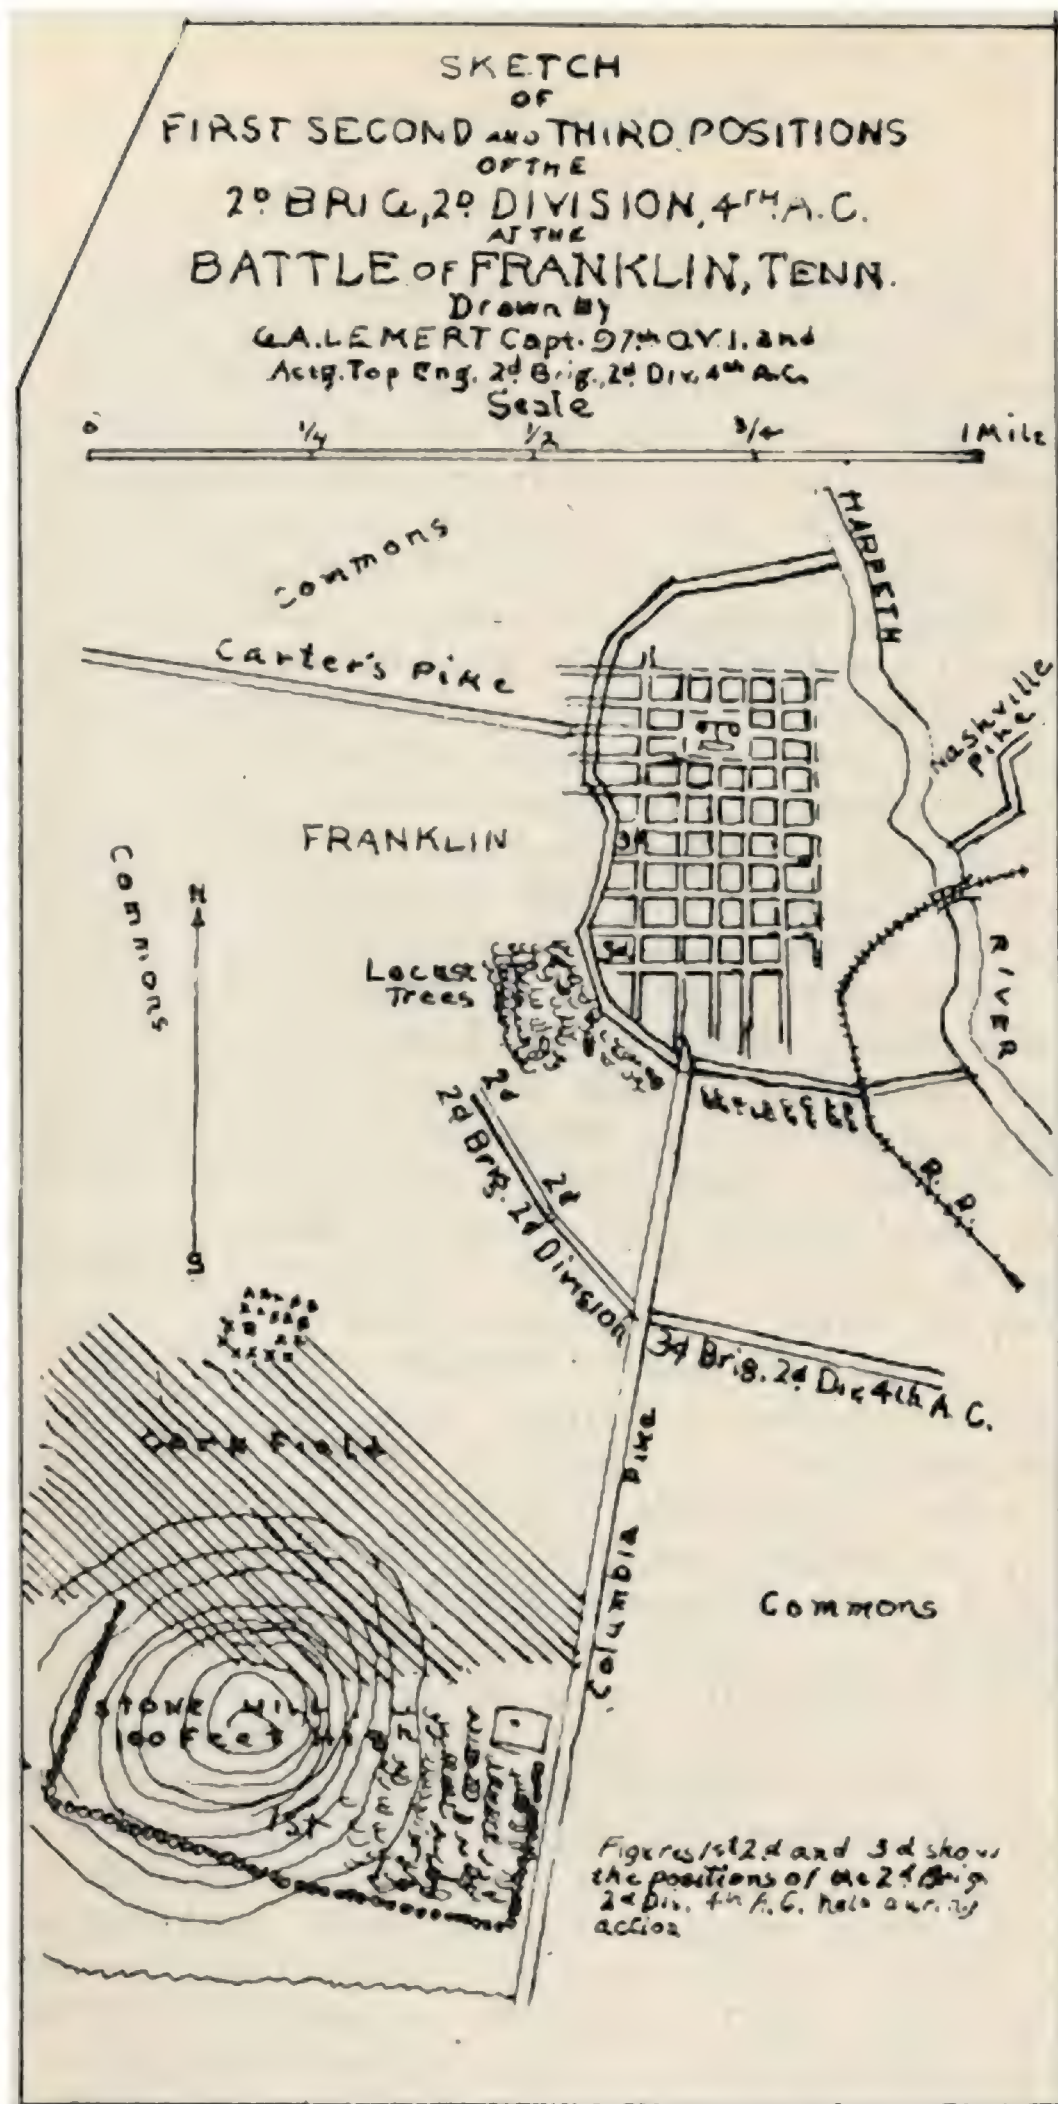 SKETCH
OF
FIRST SECOND AND THIRD POSITIONS
OF THE
2D BRIG, 2D DIVISION, 4TH A.C.
AT THE
BATTLE OF FRANKLIN, TENN.
Drawn By
G.A. LEMERT Capt. 97th O.V.I. and
Actg. Top Eng. 2d Brig., 2d Div. 4th A.C.
Scale
0 1/4 1/2 3/4 1 Mile
Commons
HARPETH
Carter's Pike
Nashville
Pike
FRANKLIN
3d
Commons
N
Locust
Trees
3d
RIVER
2d
2d Brig. 2d Division
2d
R. R.
S
3d Brig. 2d Div. 4th A. C.
Corn Field
Columbia Pike
Commons
STONE HILL
100 Feet
1st
Figures 1st 2d and 3d show
the positions of the 2d Brig
2d Div. 4th A.C. held during
action